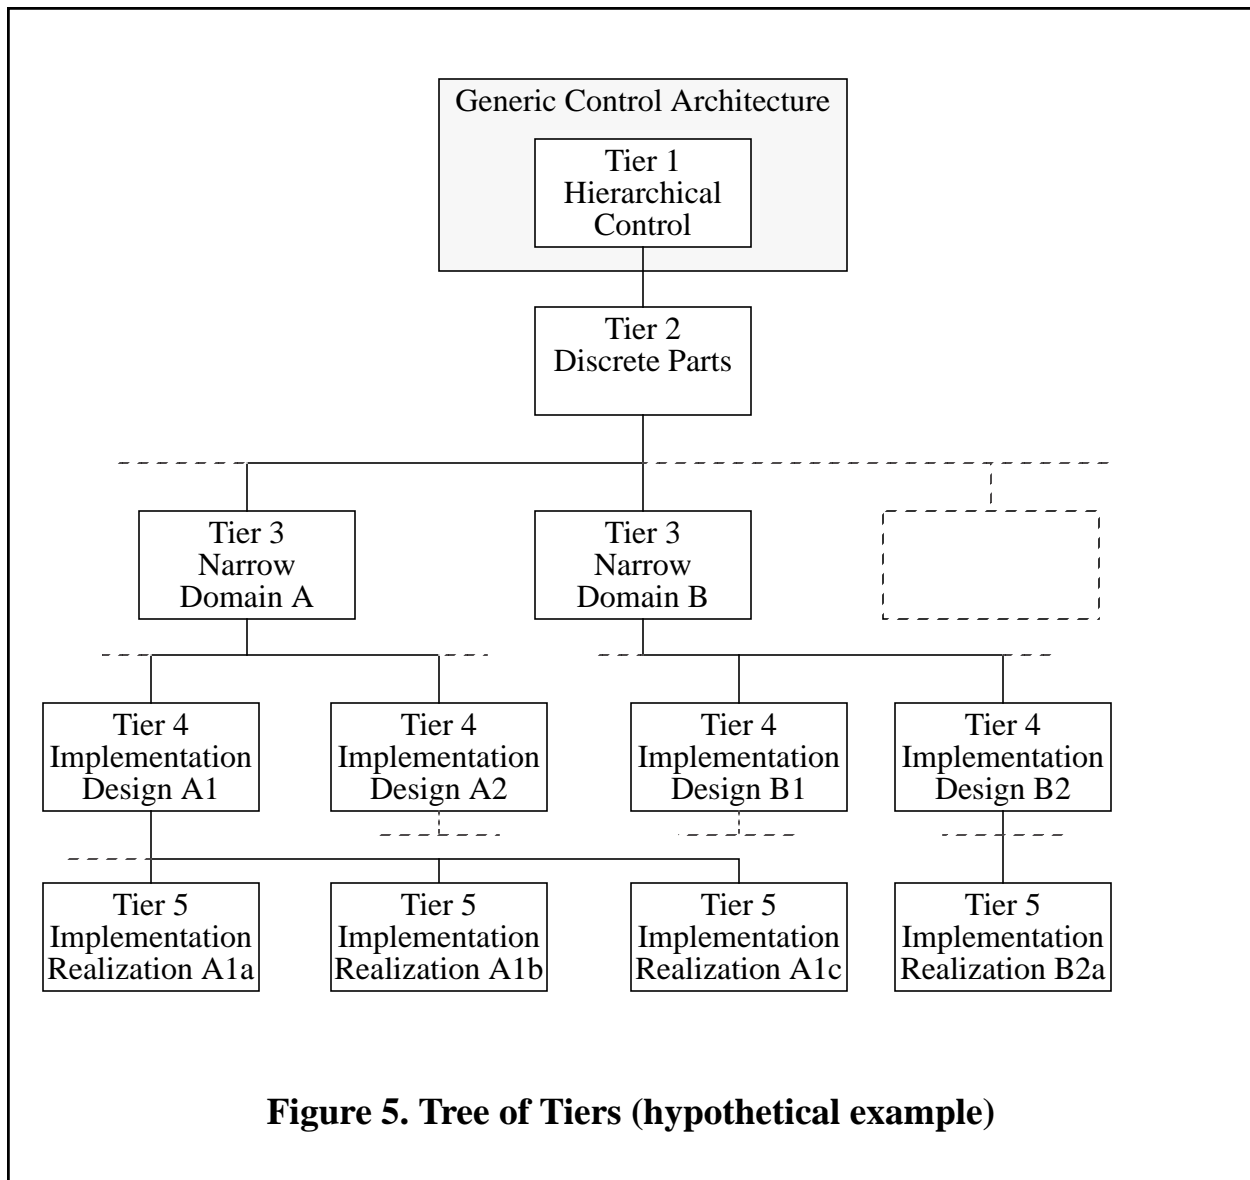 Generic Control Architecture
Tier 1
Hierarchical
Control
Tier 2
Discrete Parts
Tier 3
Narrow
Domain A
Tier 3
Narrow
Domain B
Tier 4
Implementation
Design A1
Tier 4
Implementation
Design A2
Tier 4
Implementation
Design B1
Tier 4
Implementation
Design B2
Tier 5
Implementation
Realization A1a
Tier 5
Implementation
Realization A1b
Tier 5
Implementation
Realization A1c
Tier 5
Implementation
Realization B2a
Figure 5. Tree of Tiers (hypothetical example)